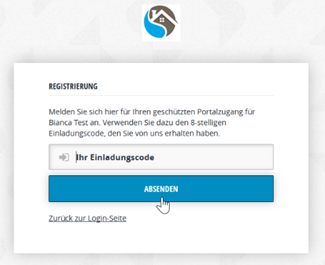 REGISTRIERUNG
Melden Sie sich hier für Ihren geschützten Portalzugang für
Bianca Test an. Verwenden Sie dazu den 8-stelligen
Einladungscode, den Sie von uns erhalten haben.
Ihr Einladungscode
ABSENDEN
Zurück zur Login-Seite